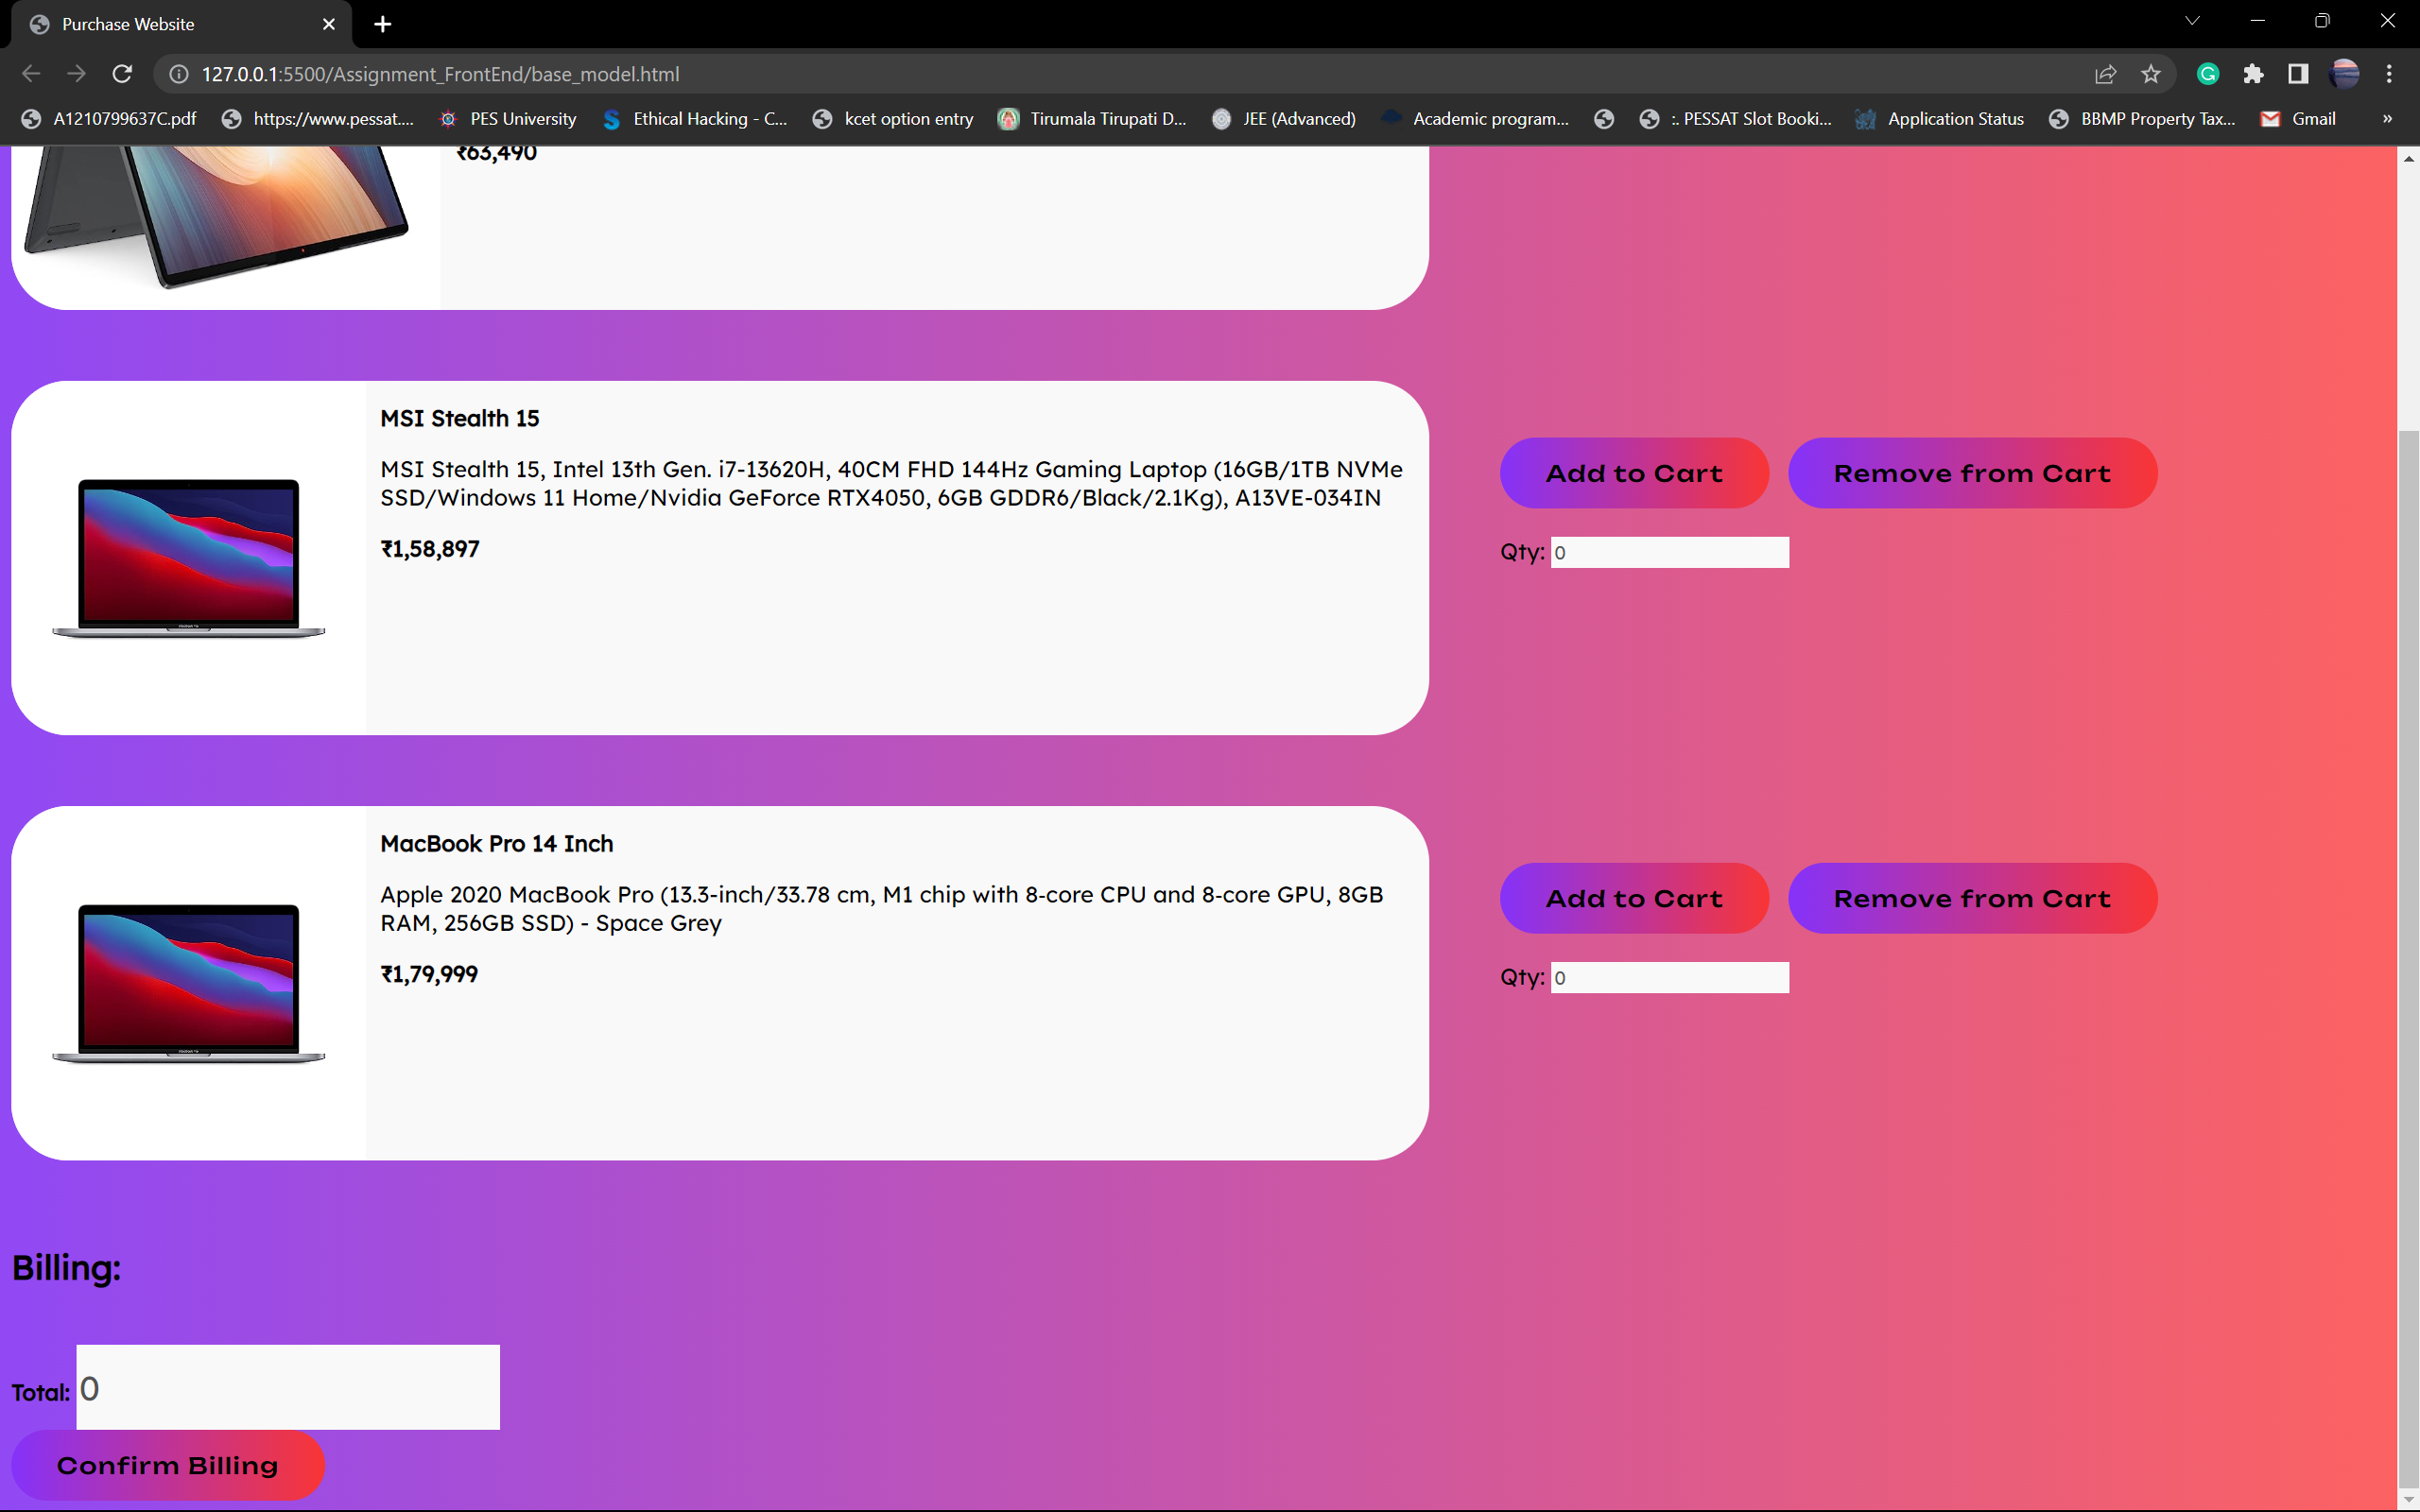 Purchase Website
127.0.0.1:5500/Assignment_FrontEnd/base_model.html
A1210799637C.pdf
https://www.pessat....
PES University
Ethical Hacking - C...
kcet option entry
Tirumala Tirupati D...
JEE (Advanced)
Academic program...
:. PESSAT Slot Booki...
Application Status
BBMP Property Tax...
Gmail
»
₹63,490
MSI Stealth 15
MSI Stealth 15, Intel 13th Gen. i7-13620H, 40CM FHD 144Hz Gaming Laptop (16GB/1TB NVMe
SSD/Windows 11 Home/Nvidia GeForce RTX4050, 6GB GDDR6/Black/2.1Kg), A13VE-034IN
₹1,58,897
Add to Cart
Remove from Cart
Qty: 0
MacBook Pro 14 Inch
Apple 2020 MacBook Pro (13.3-inch/33.78 cm, M1 chip with 8-core CPU and 8-core GPU, 8GB
RAM, 256GB SSD) - Space Grey
₹1,79,999
Add to Cart
Remove from Cart
Qty: 0
Billing:
Total: 0
Confirm Billing